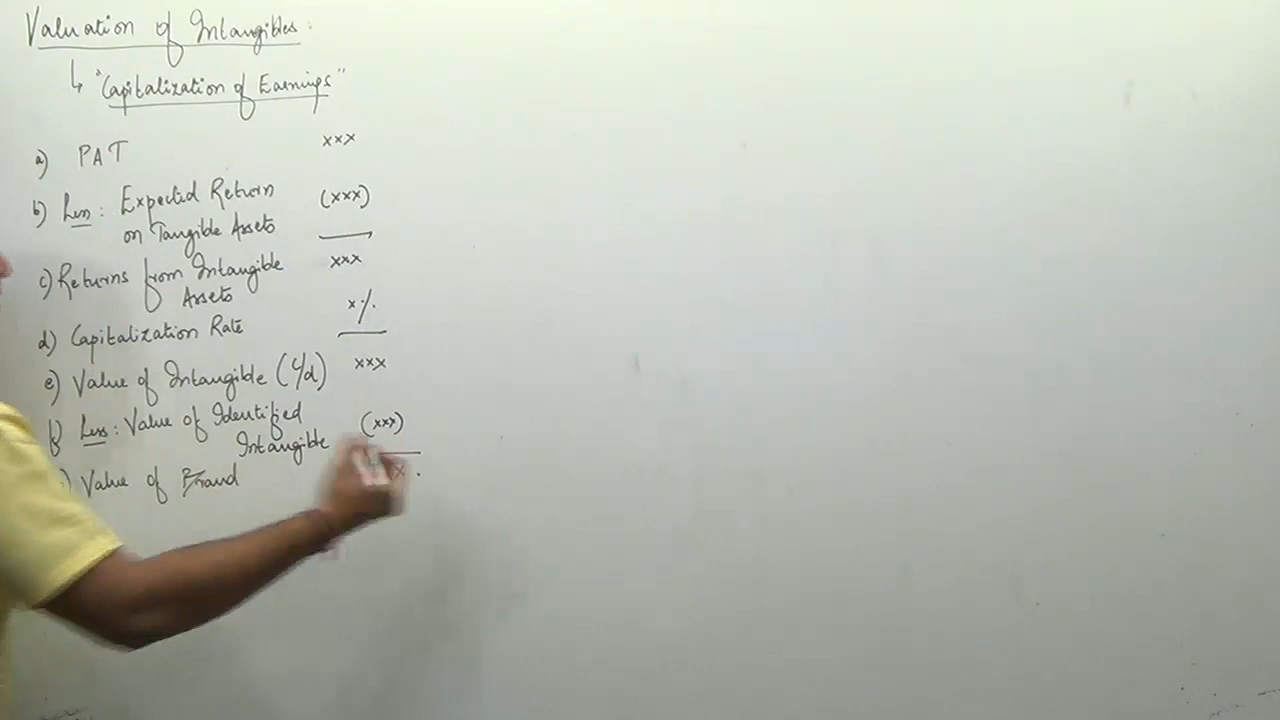 Valuation of Intangibles:
↳ "Capitalization of Earnings"
a) PAT xxx
b) Less: Expected Return (xxx)
on Tangible Assets
c) Returns from Intangible xxx
Assets
d) Capitalization Rate x%
e) Value of Intangible (c/d) xxx
f) Less: Value of Identified (xxx)
Intangible
) Value of Brand x